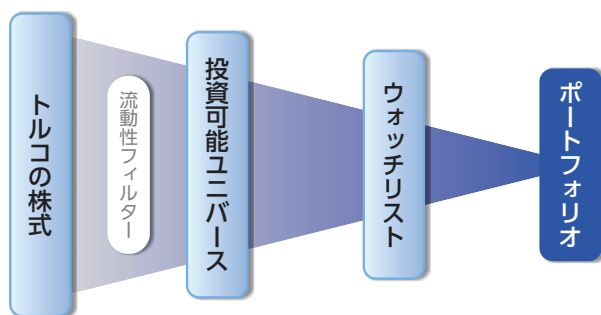 トルコの株式
流動性フィルター
投資可能ユニバース
ウォッチリスト
ポートフォリオ